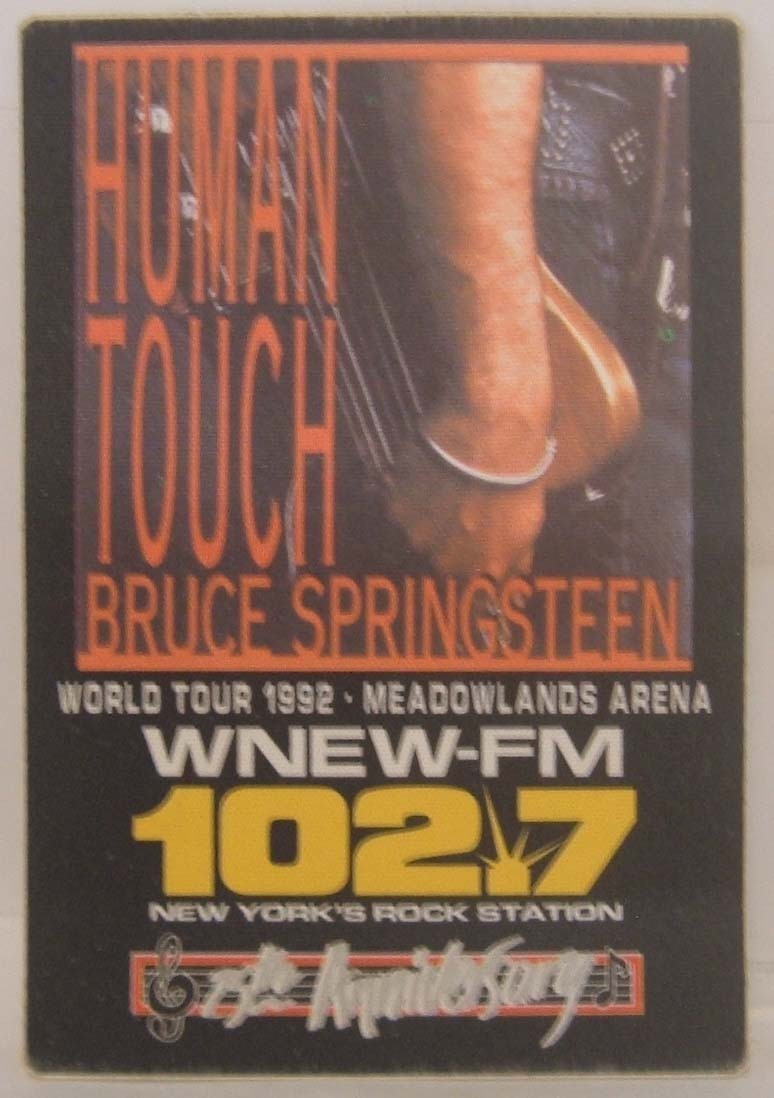 HUMAN
TOUCH
BRUCE SPRINGSTEEN
WORLD TOUR 1992 · MEADOWLANDS ARENA
WNEW-FM
102.7
NEW YORK'S ROCK STATION
25th Anniversary